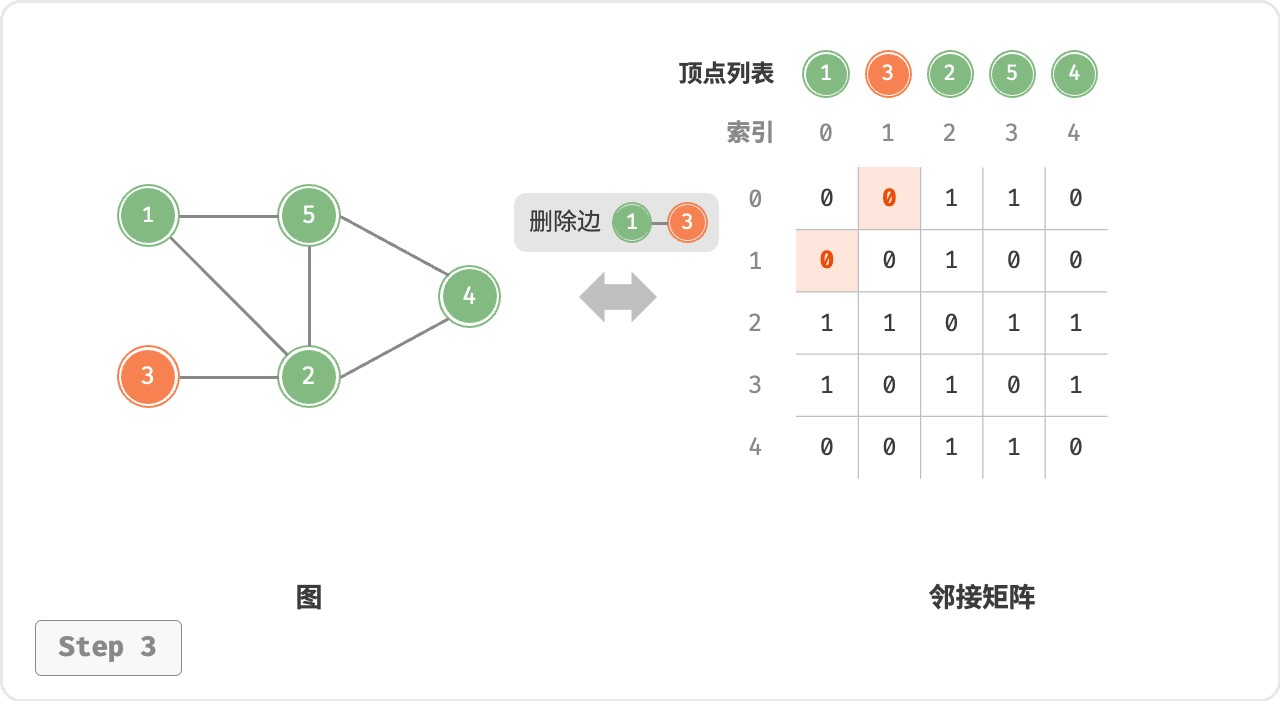 顶点列表 1 3 2 5 4
索引 0 1 2 3 4
0 0 0 1 1 0
1 0 0 1 0 0
2 1 1 0 1 1
3 1 0 1 0 1
4 0 0 1 1 0
删除边 1 3
1 5
4
3 2
图
邻接矩阵
Step 3